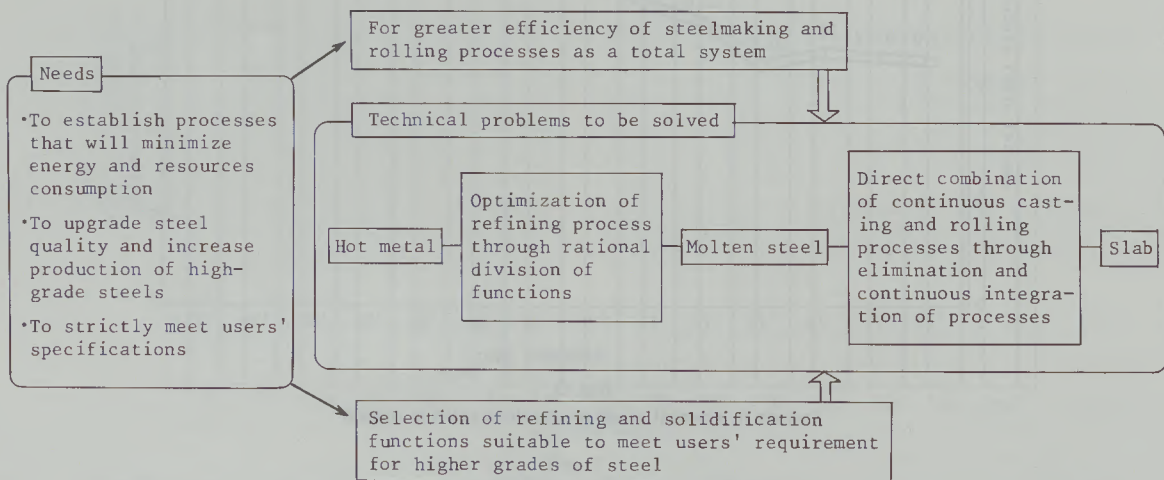 For greater efficiency of steelmaking and
rolling processes as a total system
Needs
•To establish processes
that will minimize
energy and resources
consumption
•To upgrade steel
quality and increase
production of high-
grade steels
•To strictly meet users'
specifications
Technical problems to be solved
Hot metal
Optimization of
refining process
through rational
division of
functions
Molten steel
Direct combination
of continuous cast-
ing and rolling
processes through
elimination and
continuous integra-
tion of processes
Slab
Selection of refining and solidification
functions suitable to meet users' requirement
for higher grades of steel